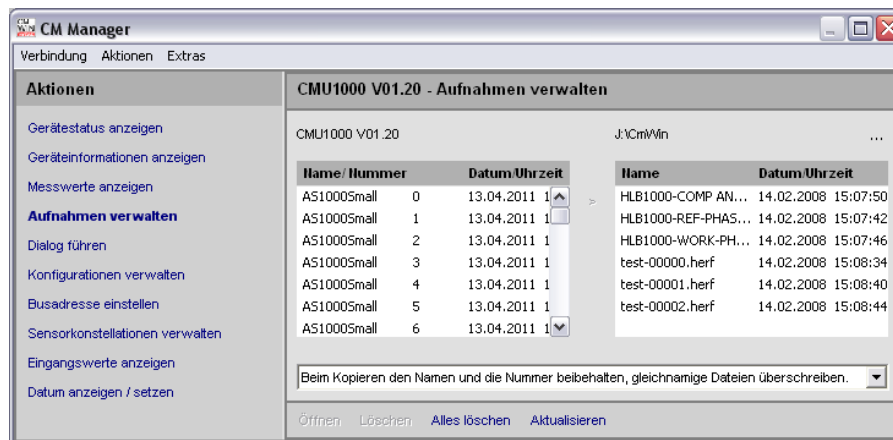 CM Manager
Verbindung Aktionen Extras
Aktionen
Gerätestatus anzeigen
Geräteinformationen anzeigen
Messwerte anzeigen
Aufnahmen verwalten
Dialog führen
Konfigurationen verwalten
Busadresse einstellen
Sensorkonstellationen verwalten
Eingangswerte anzeigen
Datum anzeigen / setzen
CMU1000 V01.20 - Aufnahmen verwalten
CMU1000 V01.20
Name/Nummer Datum/Uhrzeit
AS1000Small 0 13.04.2011 1
AS1000Small 1 13.04.2011 1
AS1000Small 2 13.04.2011 1
AS1000Small 3 13.04.2011 1
AS1000Small 4 13.04.2011 1
AS1000Small 5 13.04.2011 1
AS1000Small 6 13.04.2011 1
>
J:\CmWin ...
Name Datum/Uhrzeit
HLB1000-COMP AN... 14.02.2008 15:07:50
HLB1000-REF-PHAS... 14.02.2008 15:07:42
HLB1000-WORK-PH... 14.02.2008 15:07:46
test-00000.herf 14.02.2008 15:08:34
test-00001.herf 14.02.2008 15:08:40
test-00002.herf 14.02.2008 15:08:44
Beim Kopieren den Namen und die Nummer beibehalten, gleichnamige Dateien überschreiben.
Öffnen Löschen Alles löschen Aktualisieren